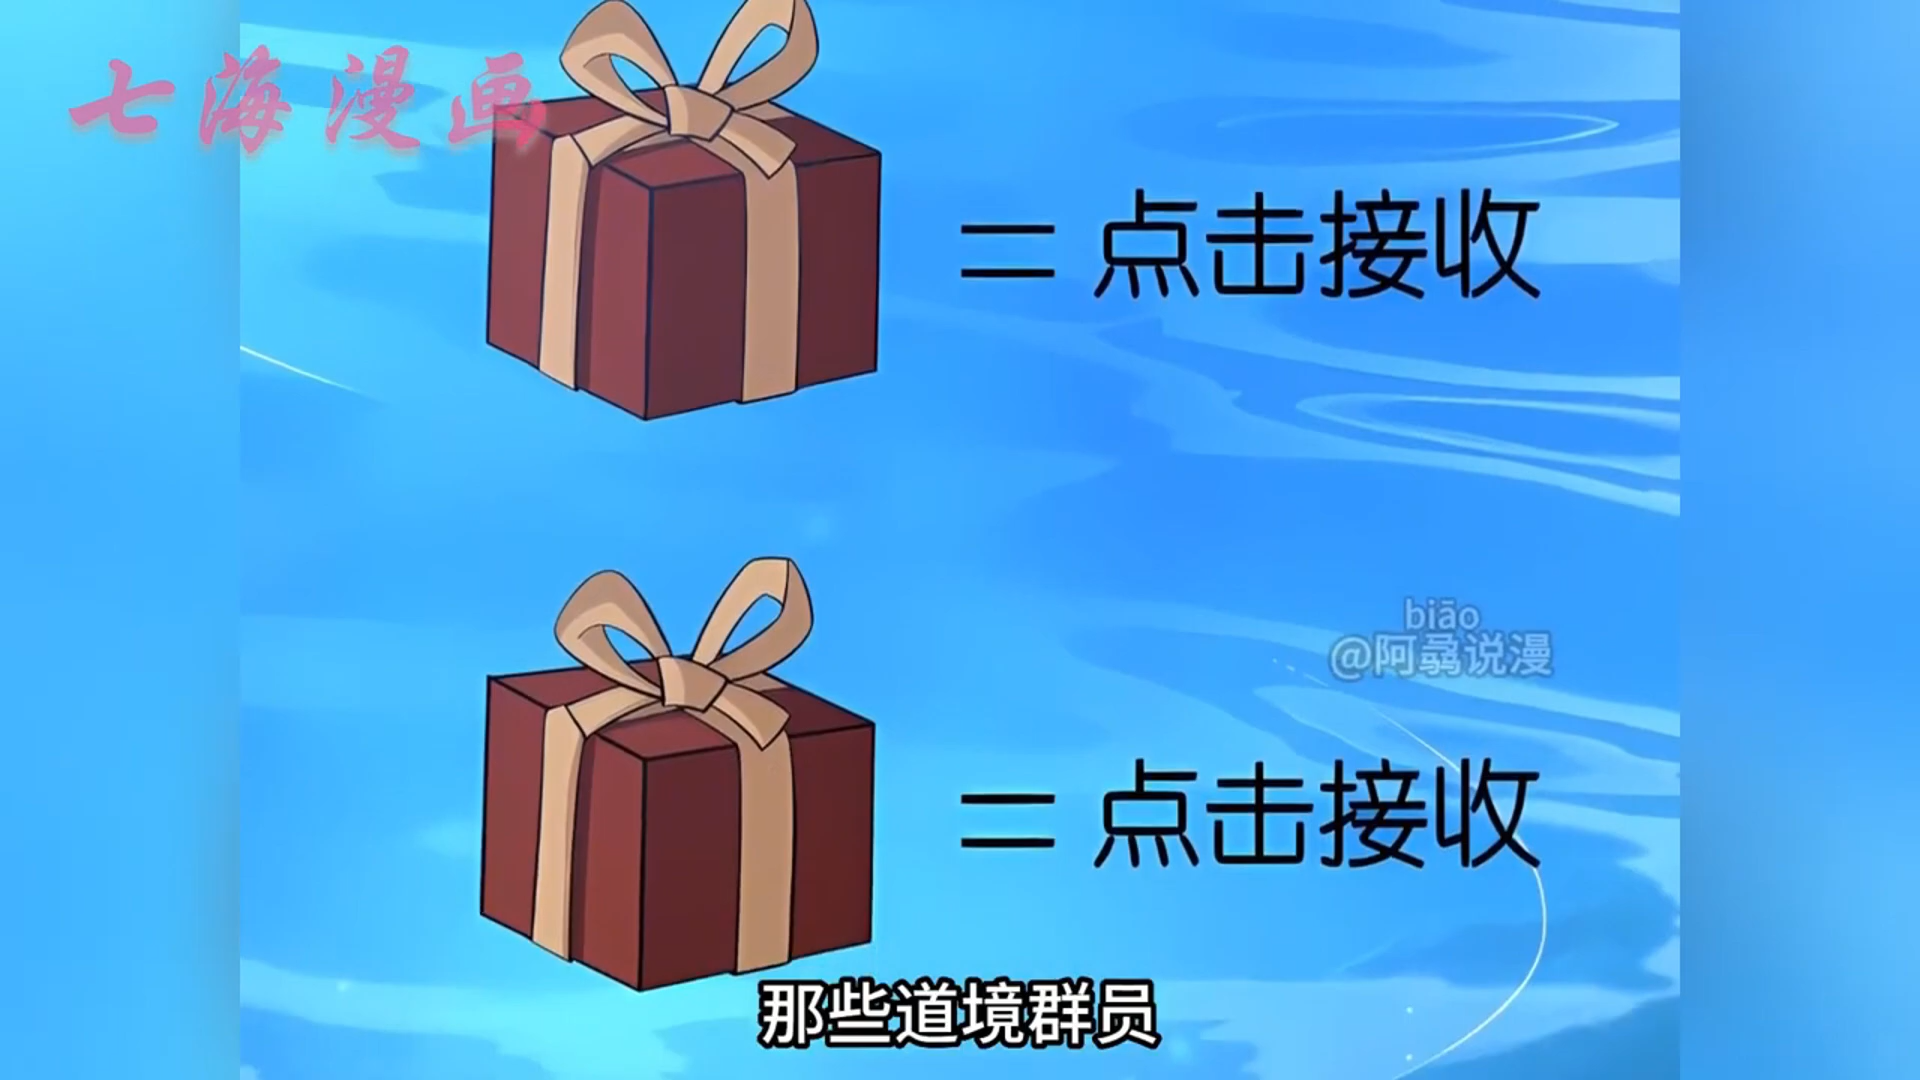 七海漫画
=点击接收
biāo
@阿骉说漫
=点击接收
那些道境群员